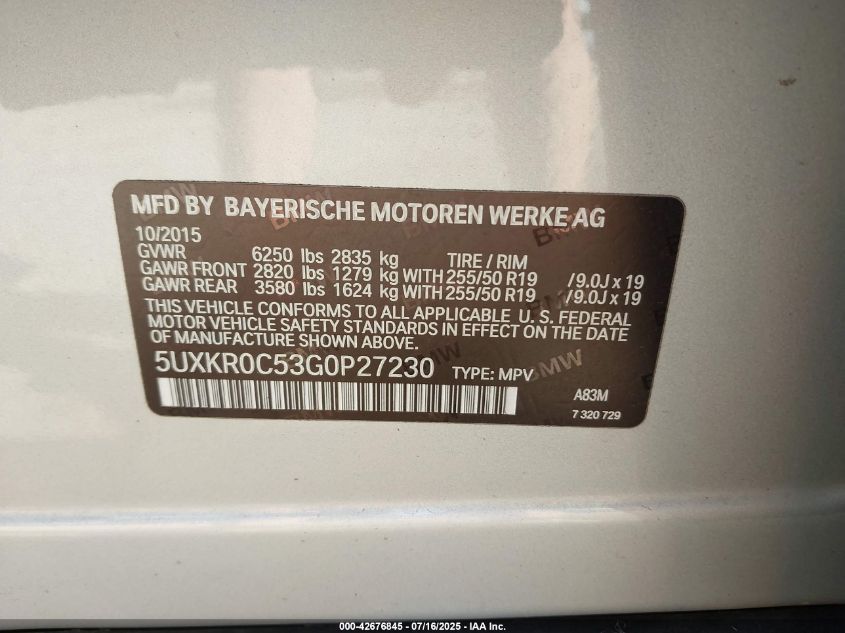 MFD BY BAYERISCHE MOTOREN WERKE AG
10/2015
GVWR 6250 lbs 2835 kg TIRE / RIM
GAWR FRONT 2820 lbs 1279 kg WITH 255/50 R19 /9.0J x 19
GAWR REAR 3580 lbs 1624 kg WITH 255/50 R19 /9.0J x 19
THIS VEHICLE CONFORMS TO ALL APPLICABLE U. S. FEDERAL
MOTOR VEHICLE SAFETY STANDARDS IN EFFECT ON THE DATE
OF MANUFACTURE SHOWN ABOVE.
5UXKR0C53G0P27230 TYPE: MPV
A83M
7 320 729
000-42676845 - 07/16/2025 - IAA Inc.